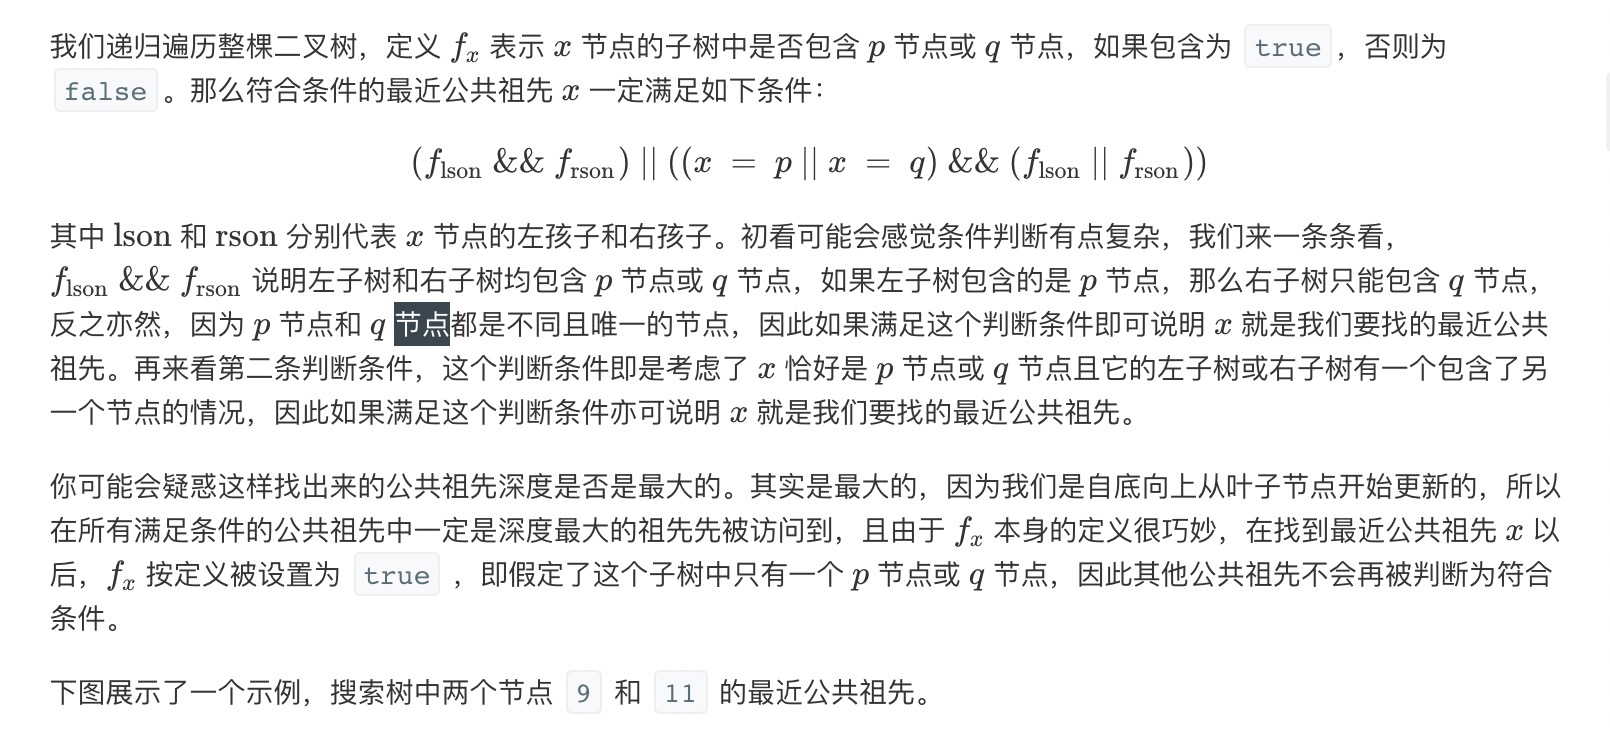 我们递归遍历整棵二叉树，定义 fₓ 表示 x 节点的子树中是否包含 p 节点或 q 节点，如果包含为 true ，否则为
false 。那么符合条件的最近公共祖先 x 一定满足如下条件：
(f_lson && f_rson) || ((x = p || x = q) && (f_lson || f_rson))
其中 lson 和 rson 分别代表 x 节点的左孩子和右孩子。初看可能会感觉条件判断有点复杂，我们来一条条看，
f_lson && f_rson 说明左子树和右子树均包含 p 节点或 q 节点，如果左子树包含的是 p 节点，那么右子树只能包含 q 节点，
反之亦然，因为 p 节点和 q 节点都是不同且唯一的节点，因此如果满足这个判断条件即可说明 x 就是我们要找的最近公共
祖先。再来看第二条判断条件，这个判断条件即是考虑了 x 恰好是 p 节点或 q 节点且它的左子树或右子树有一个包含了另
一个节点的情况，因此如果满足这个判断条件亦可说明 x 就是我们要找的最近公共祖先。
你可能会疑惑这样找出来的公共祖先深度是否是最大的。其实是最大的，因为我们是自底向上从叶子节点开始更新的，所以
在所有满足条件的公共祖先中一定是深度最大的祖先先被访问到，且由于 fₓ 本身的定义很巧妙，在找到最近公共祖先 x 以
后，fₓ 按定义被设置为 true ，即假定了这个子树中只有一个 p 节点或 q 节点，因此其他公共祖先不会再被判断为符合
条件。
下图展示了一个示例，搜索树中两个节点 9 和 11 的最近公共祖先。